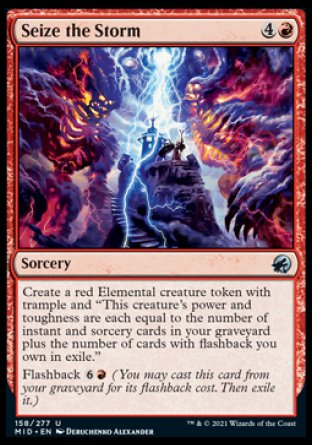 Seize the Storm 4
Sorcery
Create a red Elemental creature token with
trample and “This creature’s power and
toughness are each equal to the number of
instant and sorcery cards in your graveyard
plus the number of cards with flashback you
own in exile.”
Flashback 6 (You may cast this card from
your graveyard for its flashback cost. Then exile
it.)
158/277 U
MID • EN Deruchenko Alexander
™ & © 2021 Wizards of the Coast